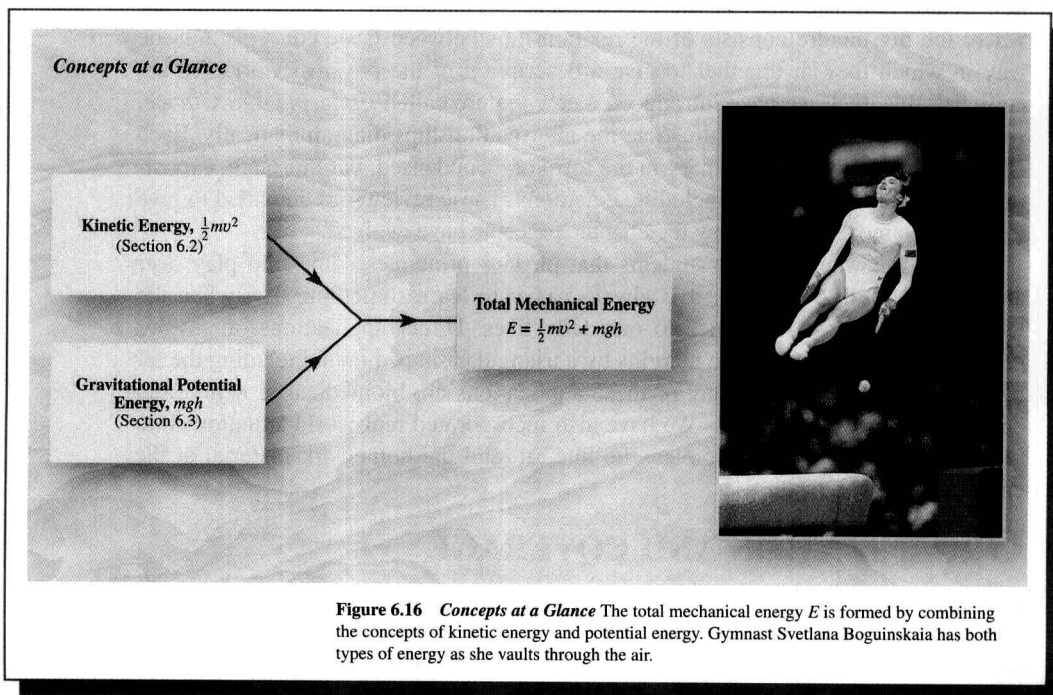 Concepts at a Glance
Kinetic Energy, ½mv²
(Section 6.2)
Gravitational Potential
Energy, mgh
(Section 6.3)
Total Mechanical Energy
E = ½mv² + mgh
Figure 6.16 Concepts at a Glance The total mechanical energy E is formed by combining
the concepts of kinetic energy and potential energy. Gymnast Svetlana Boguinskaia has both
types of energy as she vaults through the air.